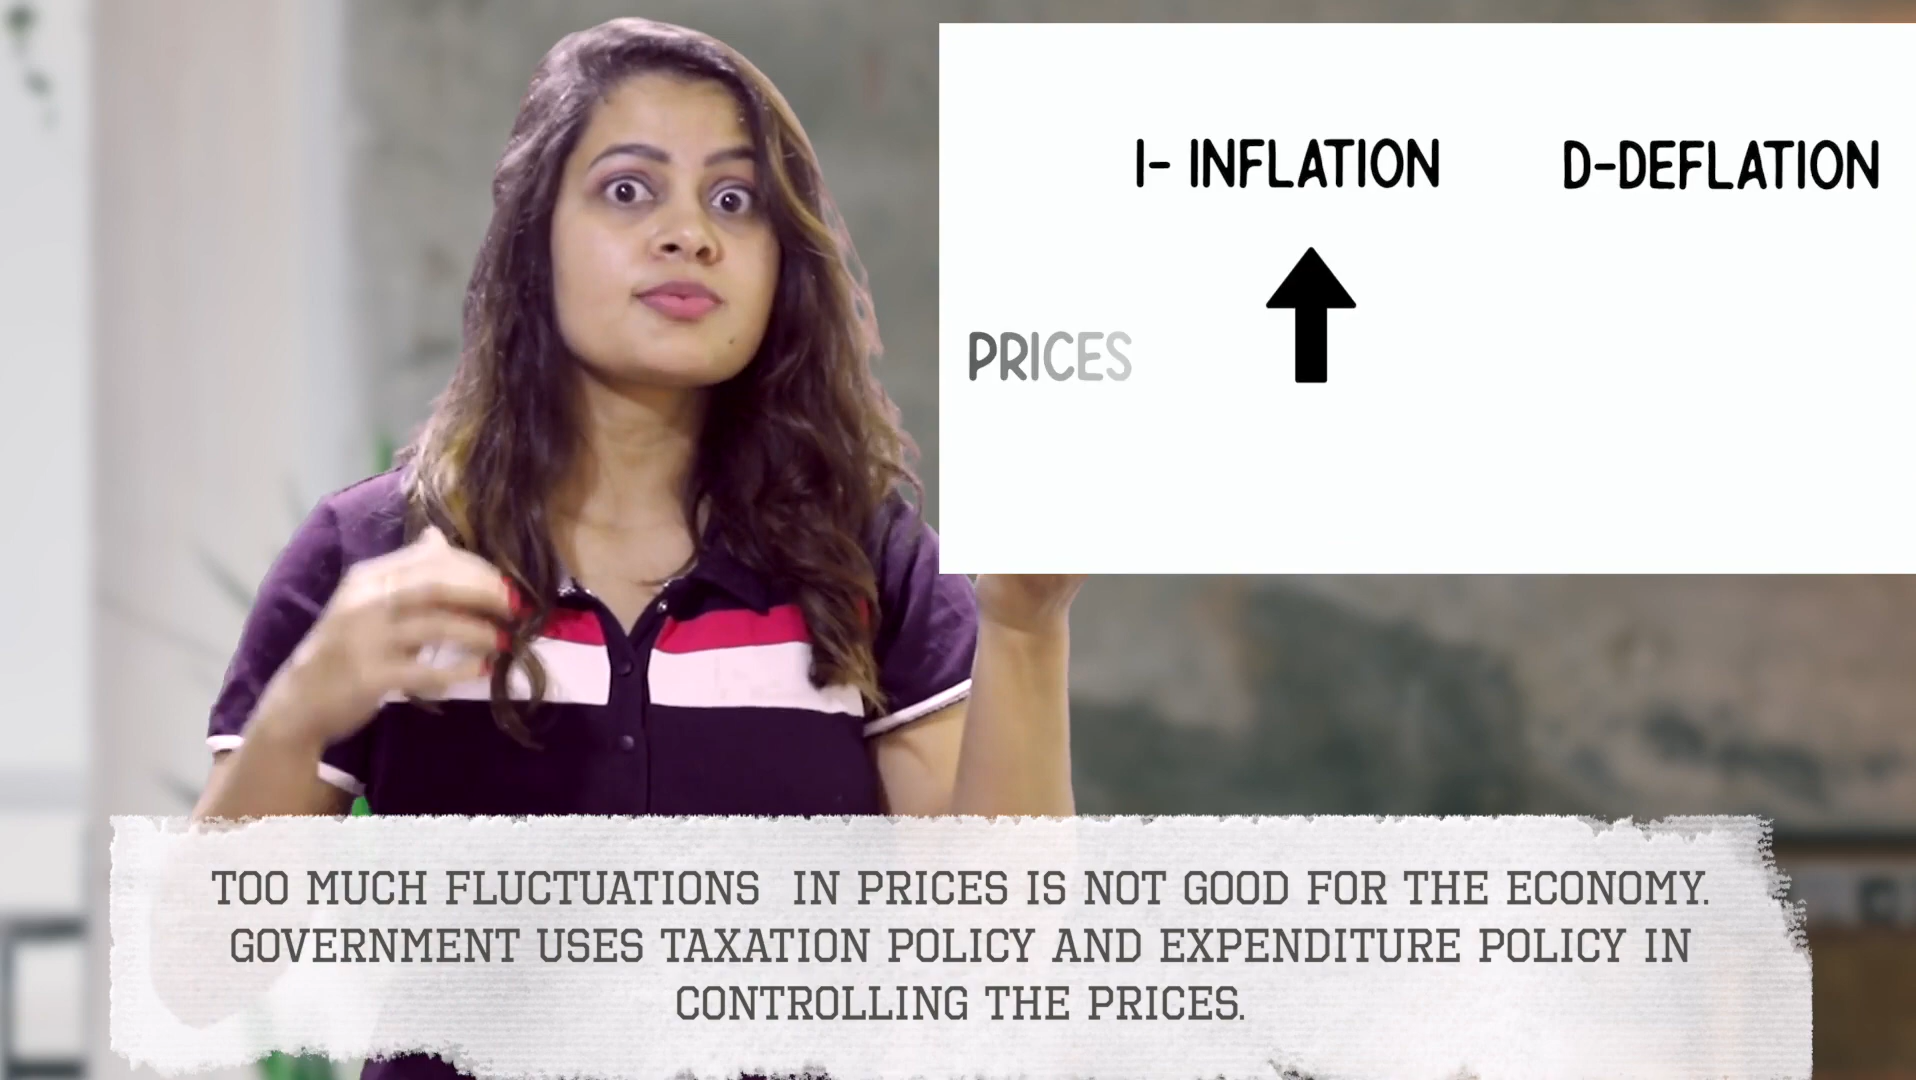 I- INFLATION D-DEFLATION
PRICES
TOO MUCH FLUCTUATIONS IN PRICES IS NOT GOOD FOR THE ECONOMY.
GOVERNMENT USES TAXATION POLICY AND EXPENDITURE POLICY IN
CONTROLLING THE PRICES.